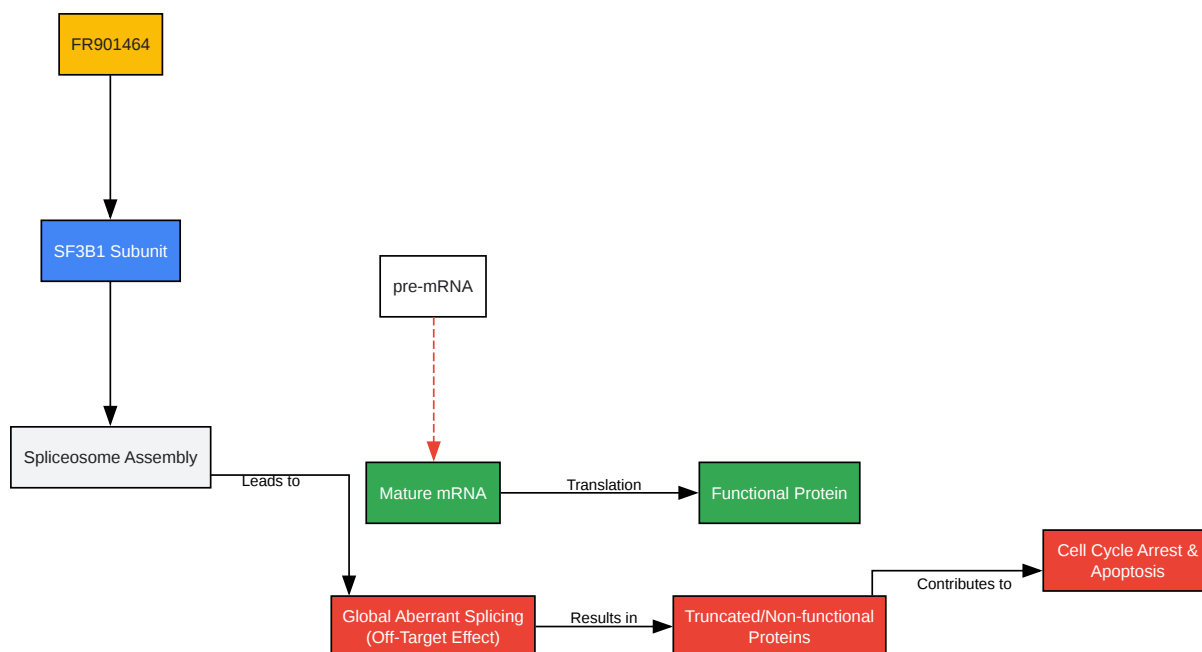 FR901464
SF3B1 Subunit
pre-mRNA
Spliceosome Assembly
Leads to
Mature mRNA
Translation
Functional Protein
Global Aberrant Splicing
(Off-Target Effect)
Results in
Truncated/Non-functional
Proteins
Contributes to
Cell Cycle Arrest &
Apoptosis